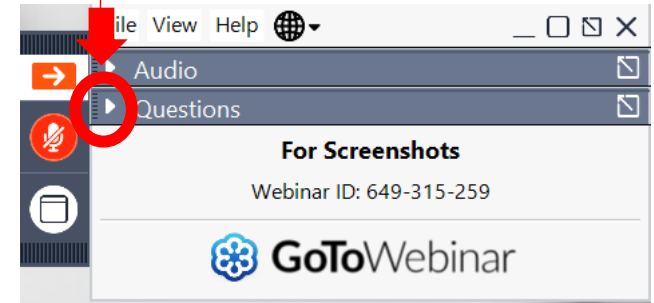 ile View Help
Audio
Questions
For Screenshots
Webinar ID: 649-315-259
GoToWebinar